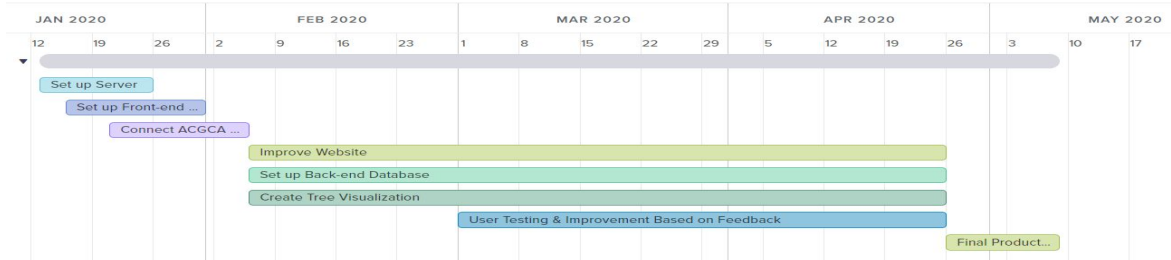 JAN 2020 FEB 2020 MAR 2020 APR 2020 MAY 2020
12 19 26 2 9 16 23 1 8 15 22 29 5 12 19 26 3 10 17
Set up Server
Set up Front-end ...
Connect ACGCA ...
Improve Website
Set up Back-end Database
Create Tree Visualization
User Testing & Improvement Based on Feedback
Final Product...